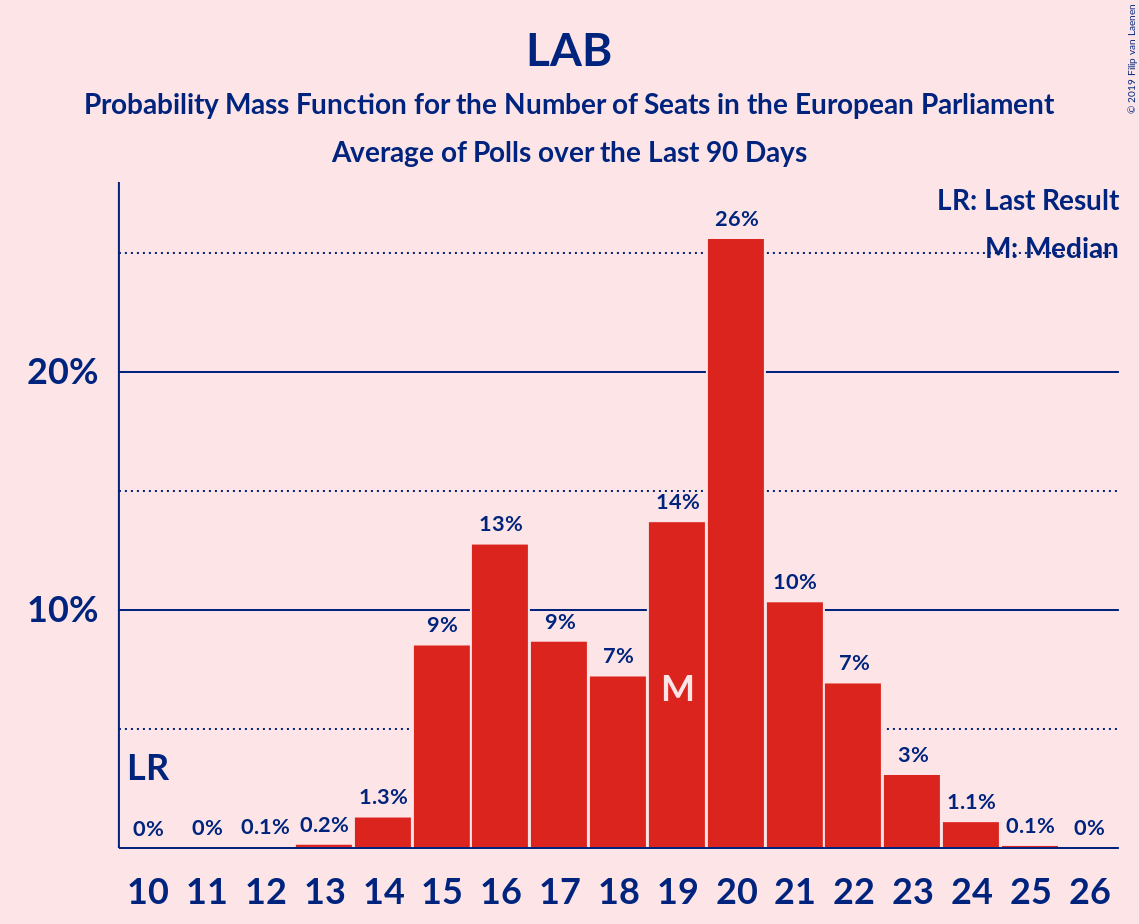 LAB
Probability Mass Function for the Number of Seats in the European Parliament
Average of Polls over the Last 90 Days
© 2019 Filip van Laenen
LR: Last Result
M: Median
20%
10%
LR
0%
0%
0.1%
0.2%
1.3%
9%
13%
9%
7%
14%
M
26%
10%
7%
3%
1.1%
0.1%
0%
10 11 12 13 14 15 16 17 18 19 20 21 22 23 24 25 26